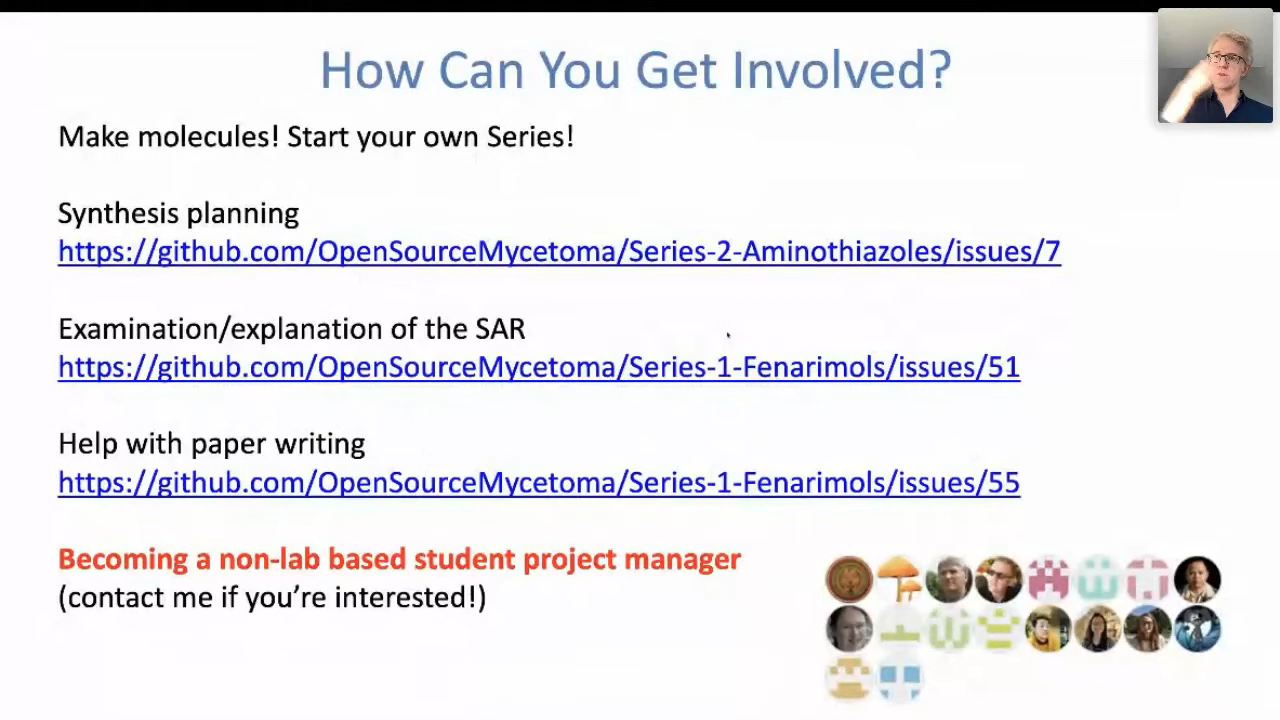 How Can You Get Involved?
Make molecules! Start your own Series!
Synthesis planning
https://github.com/OpenSourceMycetoma/Series-2-Aminothiazoles/issues/7
Examination/explanation of the SAR
https://github.com/OpenSourceMycetoma/Series-1-Fenarimols/issues/51
Help with paper writing
https://github.com/OpenSourceMycetoma/Series-1-Fenarimols/issues/55
Becoming a non-lab based student project manager
(contact me if you’re interested!)